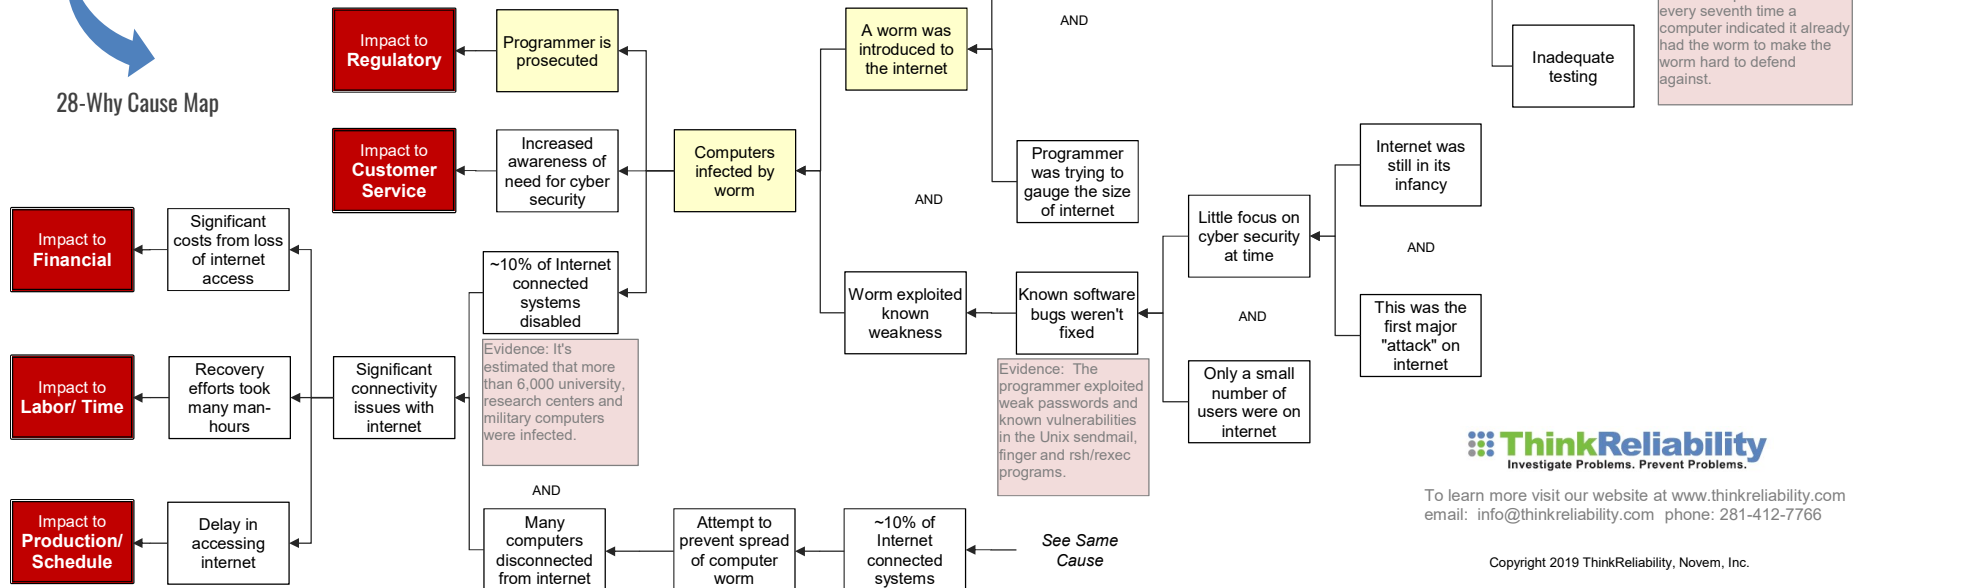 28-Why Cause Map
Impact to
Regulatory
Programmer is
prosecuted
A worm was
introduced to
the internet
AND
Inadequate
testing
every seventh time a
computer indicated it already
had the worm to make the
worm hard to defend
against.
Impact to
Customer
Service
Increased
awareness of
need for cyber
security
Computers
infected by
worm
AND
Programmer
was trying to
gauge the size
of internet
Internet was
still in its
infancy
Little focus on
cyber security
at time
AND
Impact to
Financial
Significant
costs from loss
of internet
access
~10% of Internet
connected
systems
disabled
Evidence: It's
estimated that more
than 6,000 university,
research centers and
military computers
were infected.
Worm exploited
known
weakness
Known software
bugs weren't
fixed
Evidence:  The
programmer exploited
weak passwords and
known vulnerabilities
in the Unix sendmail,
finger and rsh/rexec
programs.
AND
This was the
first major
"attack" on
internet
Only a small
number of
users were on
internet
Impact to
Labor/ Time
Recovery
efforts took
many man-
hours
Significant
connectivity
issues with
internet
AND
Impact to
Production/
Schedule
Delay in
accessing
internet
Many
computers
disconnected
from internet
Attempt to
prevent spread
of computer
worm
~10% of
Internet
connected
systems
See Same
Cause
ThinkReliability
Investigate Problems. Prevent Problems.
To learn more visit our website at www.thinkreliability.com
email:  info@thinkreliability.com  phone: 281-412-7766
Copyright 2019 ThinkReliability, Novem, Inc.